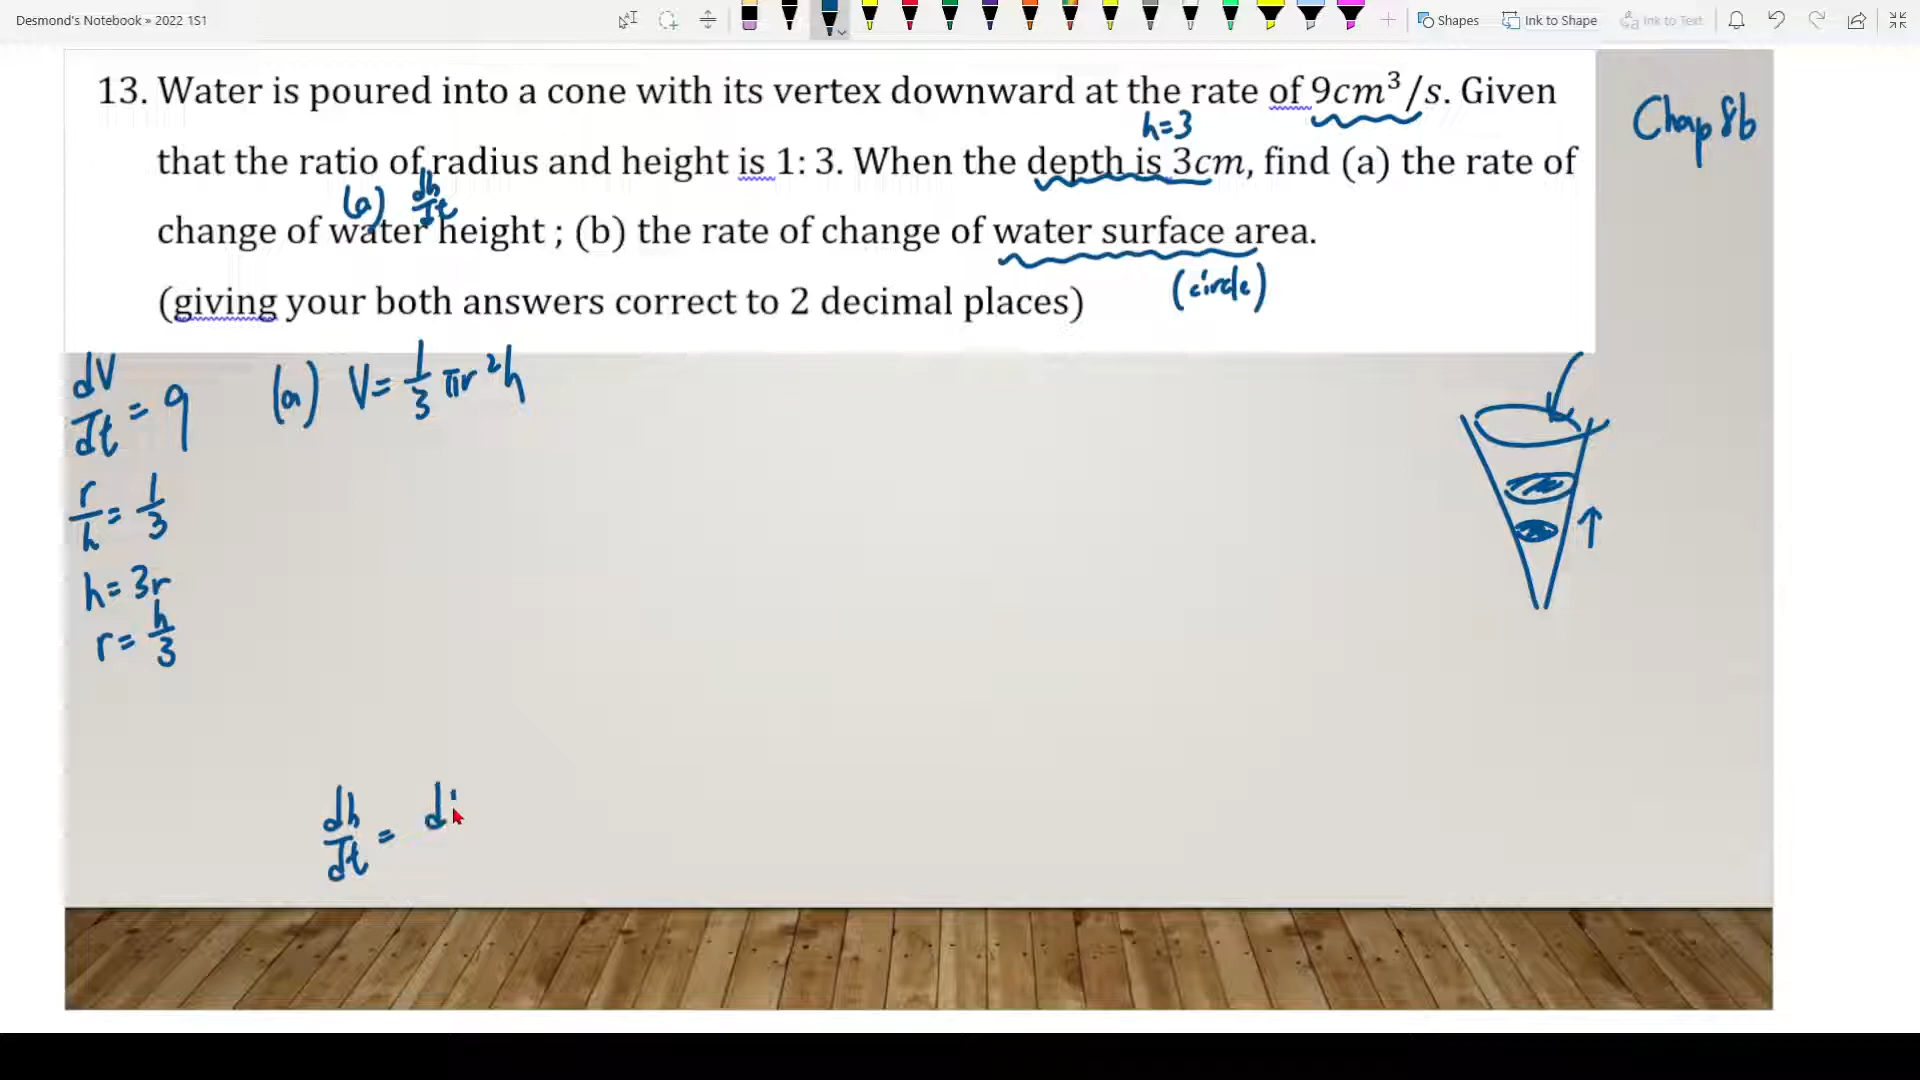 Desmond's Notebook » 2022 1S1
Shapes Ink to Shape Ink to Text
13. Water is poured into a cone with its vertex downward at the rate of 9cm³/s. Given
h=3
that the ratio of radius and height is 1: 3. When the depth is 3cm, find (a) the rate of
(a) dh/dt
change of water height ; (b) the rate of change of water surface area.
(circle)
(giving your both answers correct to 2 decimal places)
Chap 8b
dV/dt = 9
(a) V = 1/3 πr²h
r/h = 1/3
h = 3r
r = h/3
dh/dt = d